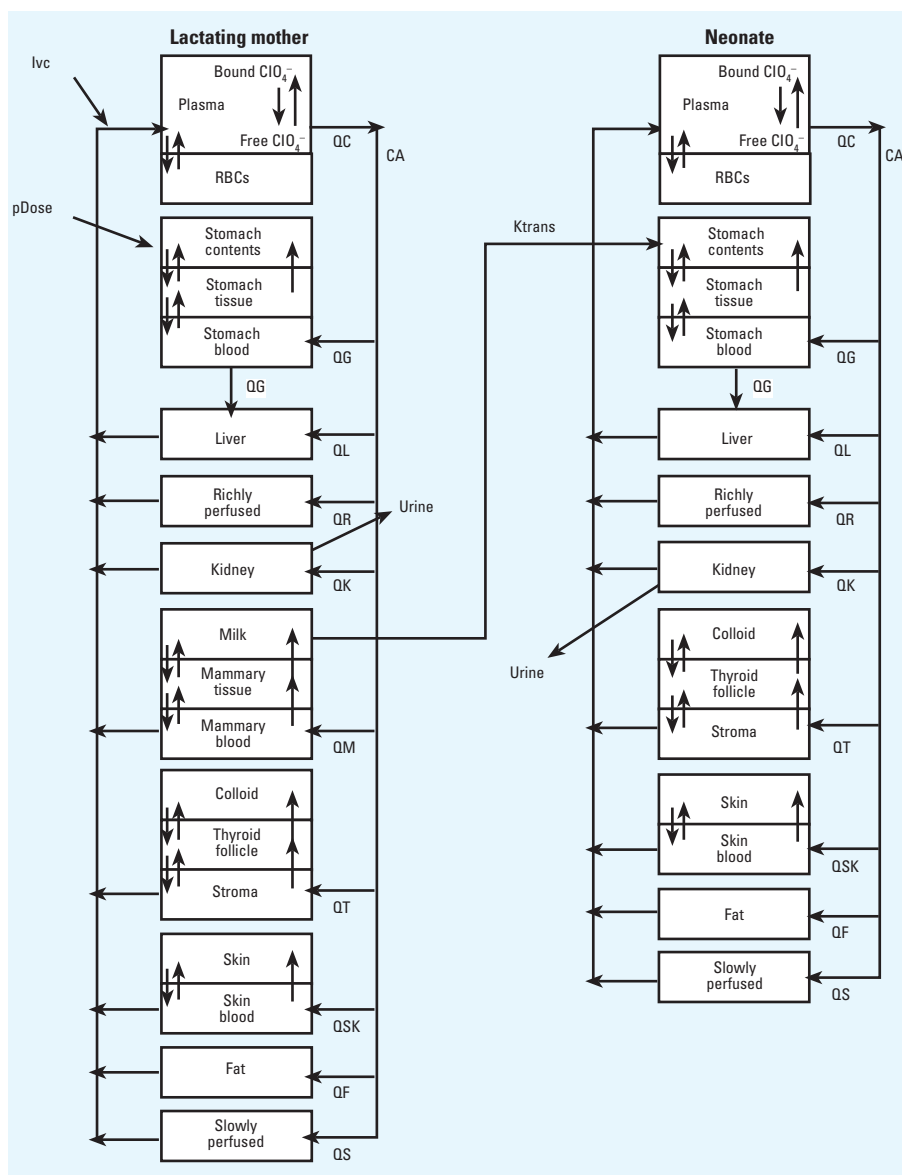 Lactating mother
Ivc
Bound ClO₄⁻
Plasma
Free ClO₄⁻
QC
CA
RBCs
pDose
Stomach
contents
Stomach
tissue
Stomach
blood
QG
QG
Liver
QL
Richly
perfused
QR
Urine
Kidney
QK
Milk
Mammary
tissue
Mammary
blood
QM
Colloid
Thyroid
follicle
Stroma
QT
Skin
Skin
blood
QSK
Fat
QF
Slowly
perfused
QS
Ktrans
Neonate
Bound ClO₄⁻
Plasma
Free ClO₄⁻
QC
CA
RBCs
Stomach
contents
Stomach
tissue
Stomach
blood
QG
QG
Liver
QL
Richly
perfused
QR
Kidney
QK
Urine
Colloid
Thyroid
follicle
Stroma
QT
Skin
Skin
blood
QSK
Fat
QF
Slowly
perfused
QS